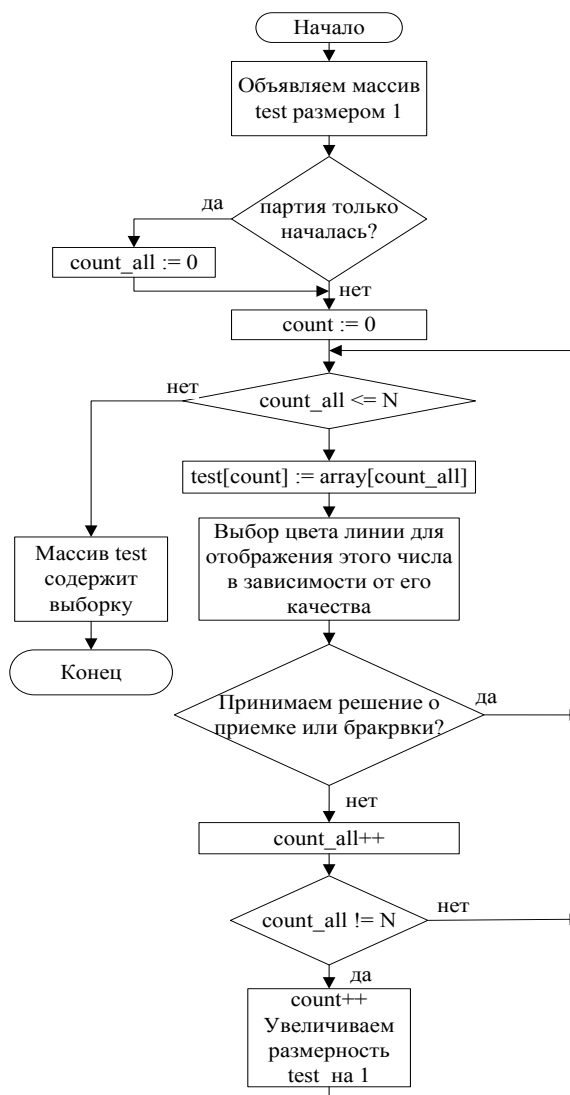 Начало
Объявляем массив
test размером 1
партия только
началась?
да
count_all := 0
нет
count := 0
count_all <= N
нет
test[count] := array[count_all]
Выбор цвета линии для
отображения этого числа
в зависимости от его
качества
Массив test
содержит
выборку
Конец
Принимаем решение о
приемке или бракрвки?
да
нет
count_all++
count_all != N
нет
да
count++
Увеличиваем
размерность
test на 1